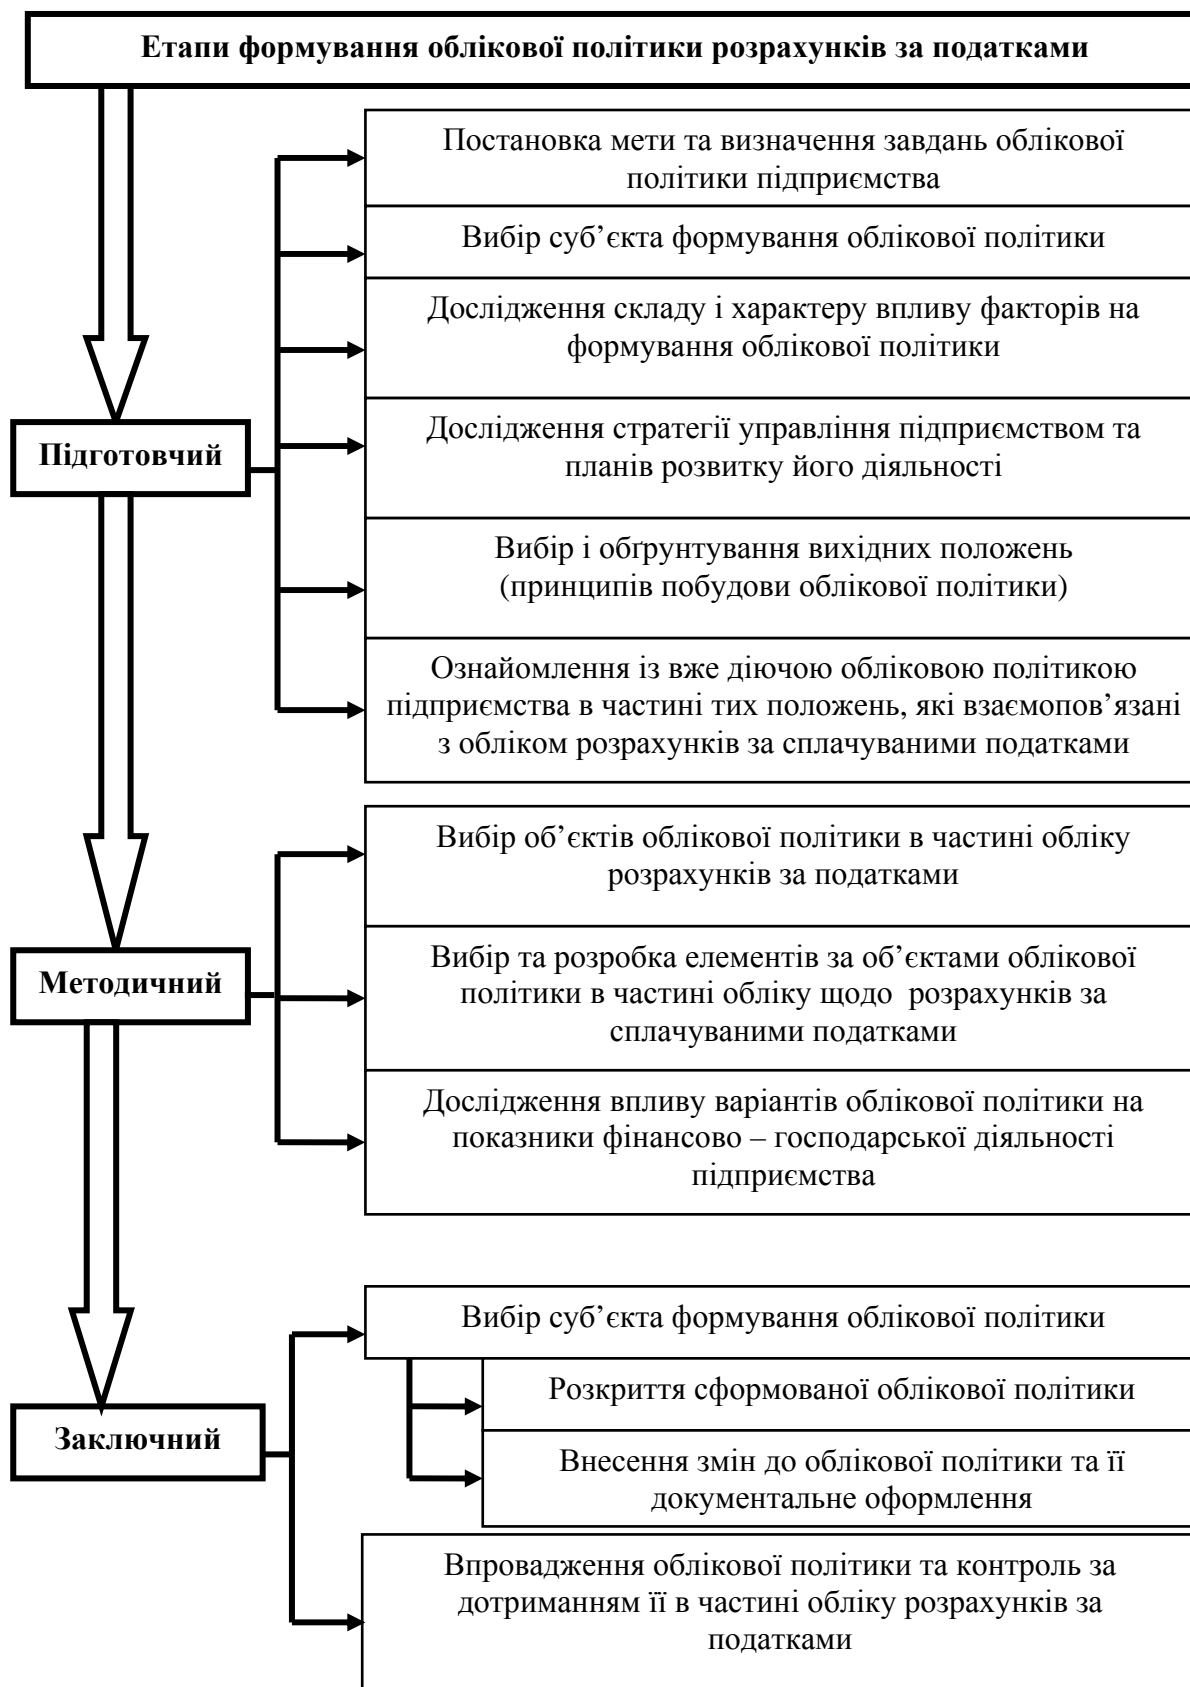 Етапи формування облікової політики розрахунків за податками
Постановка мети та визначення завдань облікової
політики підприємства
Вибір суб’єкта формування облікової політики
Дослідження складу і характеру впливу факторів на
формування облікової політики
Підготовчий
Дослідження стратегії управління підприємством та
планів розвитку його діяльності
Вибір і обґрунтування вихідних положень
(принципів побудови облікової політики)
Ознайомлення із вже діючою обліковою політикою
підприємства в частині тих положень, які взаємопов’язані
з обліком розрахунків за сплачуваними податками
Вибір об’єктів облікової політики в частині обліку
розрахунків за податками
Методичний
Вибір та розробка елементів за об’єктами облікової
політики в частині обліку щодо розрахунків за
сплачуваними податками
Дослідження впливу варіантів облікової політики на
показники фінансово – господарської діяльності
підприємства
Вибір суб’єкта формування облікової політики
Розкриття сформованої облікової політики
Заключний
Внесення змін до облікової політики та її
документальне оформлення
Впровадження облікової політики та контроль за
дотриманням її в частині обліку розрахунків за
податками